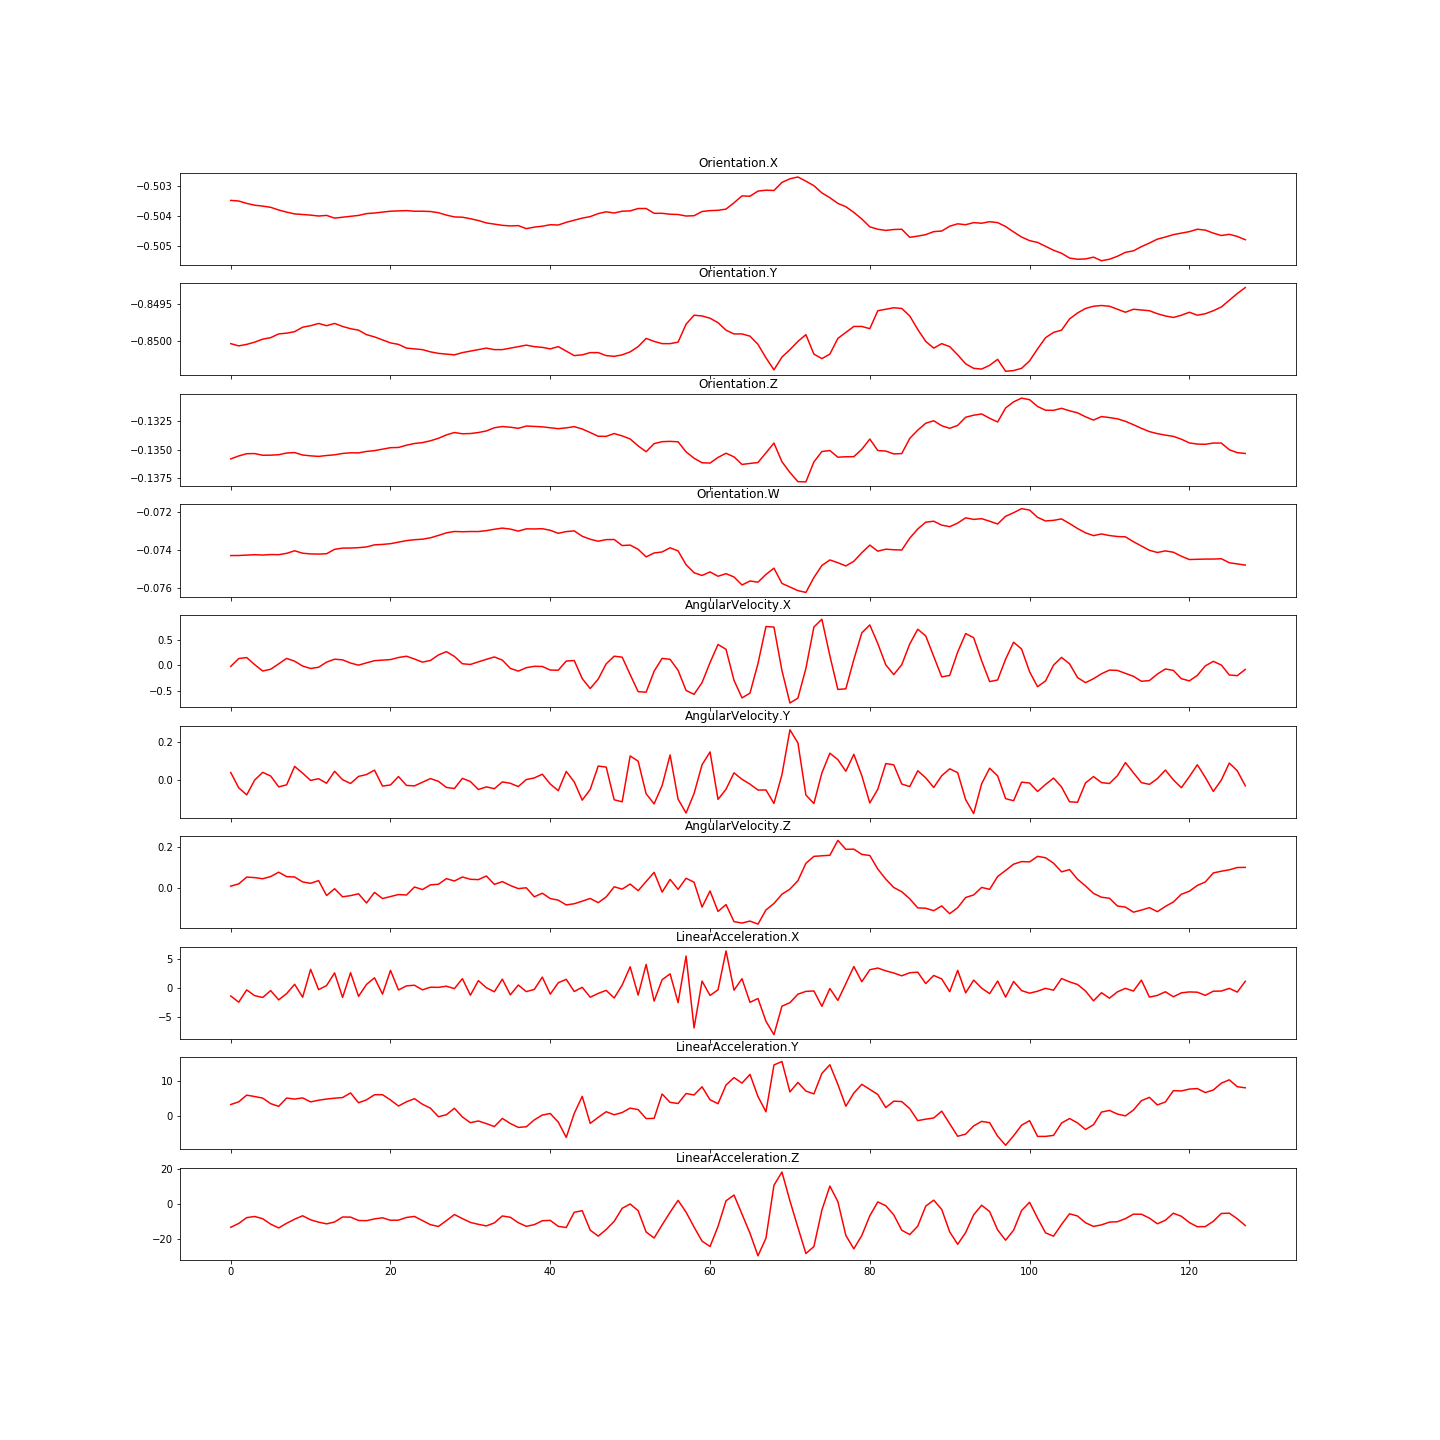 Orientation.X
−0.503
−0.504
−0.505
Orientation.Y
−0.8495
−0.8500
Orientation.Z
−0.1325
−0.1350
−0.1375
Orientation.W
−0.072
−0.074
−0.076
AngularVelocity.X
0.5
0.0
−0.5
AngularVelocity.Y
0.2
0.0
AngularVelocity.Z
0.2
0.0
LinearAcceleration.X
5
0
−5
LinearAcceleration.Y
10
0
LinearAcceleration.Z
20
0
−20
0 20 40 60 80 100 120